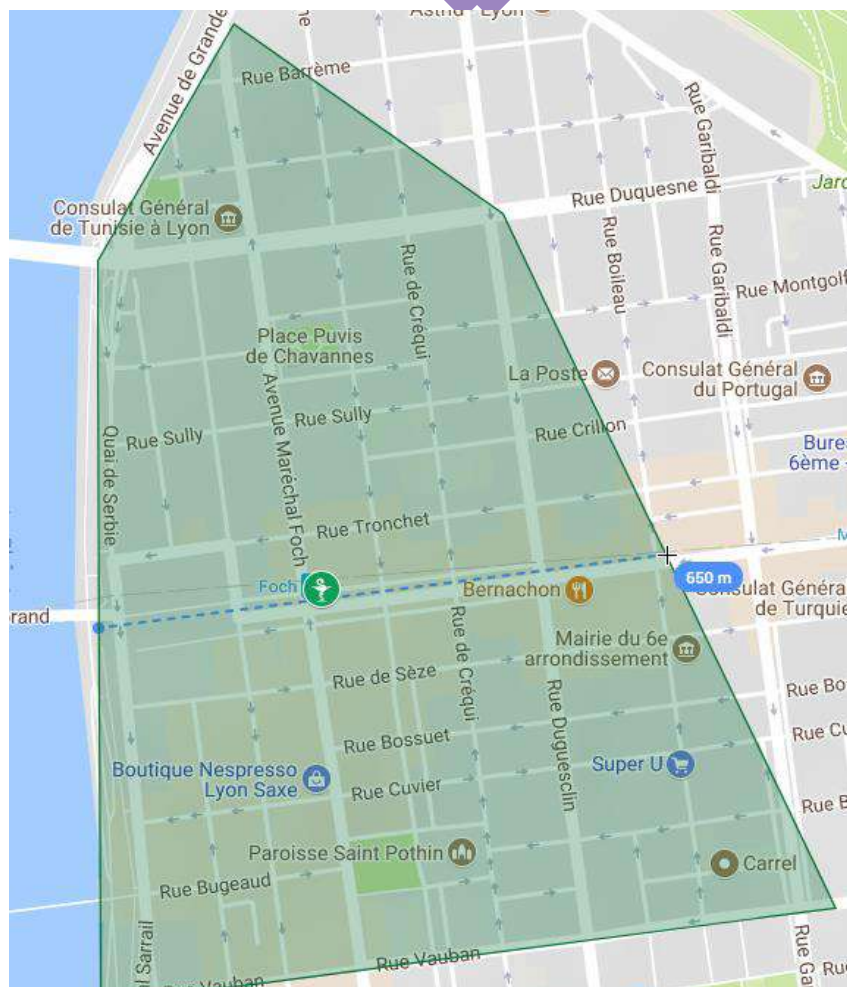 Astrid - Lyon
Avenue de Grande
Rue Barrème
Rue Garibaldi
Rue Duquesne
Consulat Général
de Tunisie à Lyon
Rue de Créqui
Rue Boileau
Rue Garibaldi
Rue Montgolf
Place Puvis
de Chavannes
La Poste
Consulat Général
du Portugal
Avenue Maréchal Foch
Rue Sully
Rue Sully
Rue Crillon
Quai de Serbie
Bure
6ème -
Rue Tronchet
Foch
Bernachon
650 m
onsulat Généra
de Turquie
rand
Rue de Créqui
Mairie du 6e
arrondissement
Rue de Sèze
Rue Bo
Rue Duguesclin
Rue Bossuet
Rue Cu
Boutique Nespresso
Lyon Saxe
Super U
Rue Cuvier
Rue B
Paroisse Saint Pothin
Carrel
Rue Bugeaud
l Sarrail
Rue Vauban
Rue Vauban
Rue Ga